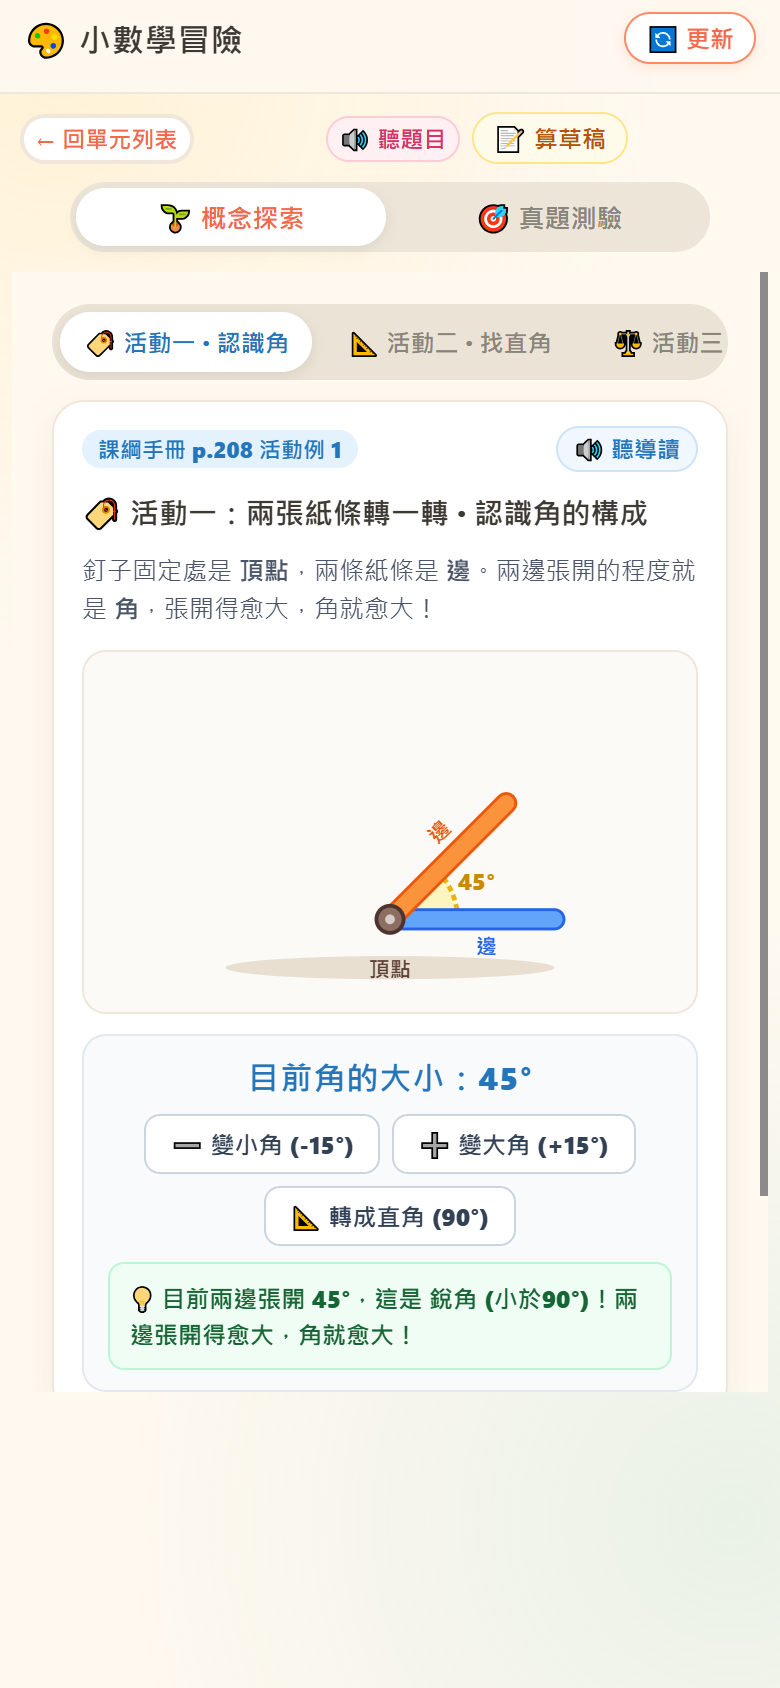 小數學冒險
更新
← 回單元列表
聽題目
算草稿
概念探索
真題測驗
活動一・認識角
活動二・找直角
活動三
課綱手冊 p.208 活動例 1
聽導讀
活動一：兩張紙條轉一轉・認識角的構成
釘子固定處是 頂點，兩條紙條是 邊。兩邊張開的程度就
是 角，張開得愈大，角就愈大！
邊
45°
邊
頂點
目前角的大小：45°
變小角 (-15°)
變大角 (+15°)
轉成直角 (90°)
目前兩邊張開 45°，這是 銳角 (小於90°)！兩
邊張開得愈大，角就愈大！